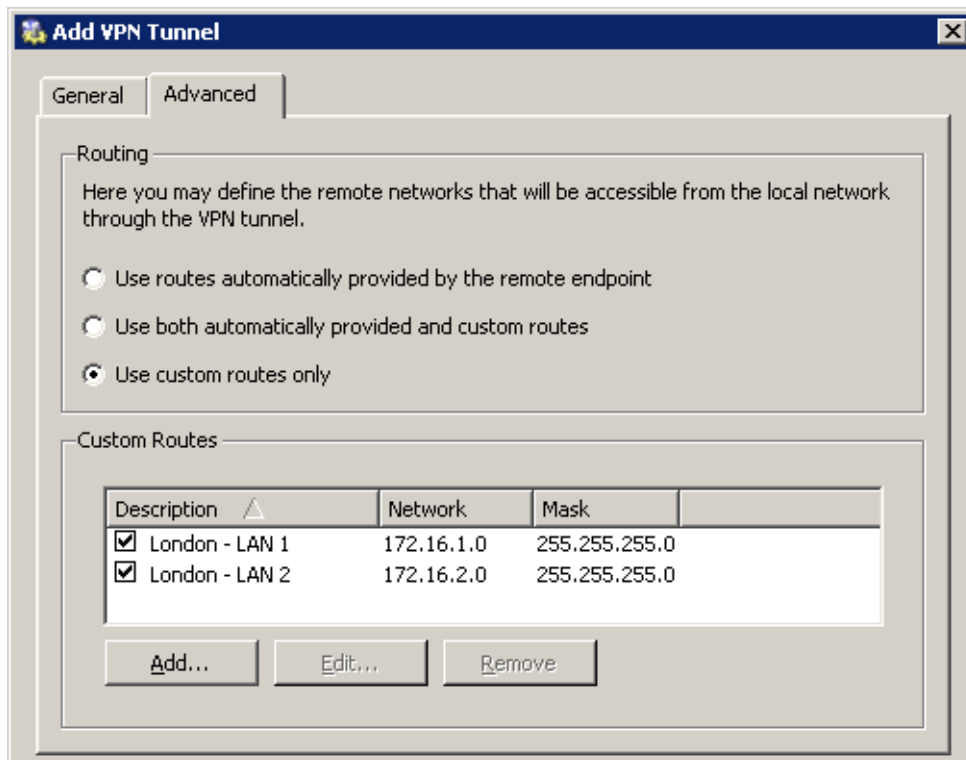 Add VPN Tunnel
General Advanced
Routing
Here you may define the remote networks that will be accessible from the local network
through the VPN tunnel.
Use routes automatically provided by the remote endpoint
Use both automatically provided and custom routes
Use custom routes only
Custom Routes
Description Network Mask
London - LAN 1 172.16.1.0 255.255.255.0
London - LAN 2 172.16.2.0 255.255.255.0
Add... Edit... Remove